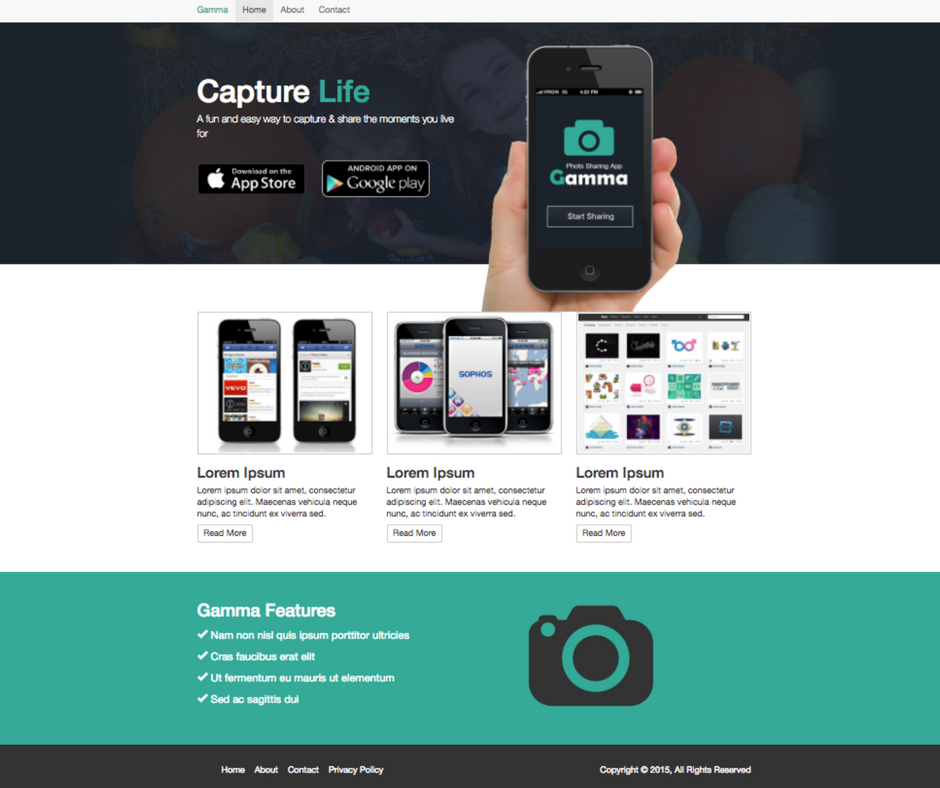 Gamma Home About Contact
Capture Life
A fun and easy way to capture & share the moments you live
for
Download on the
App Store
ANDROID APP ON
Google play
VIRGIN 3G 4:20 PM
Photo Sharing App
Gamma
Start Sharing
SOPHOS
Lorem Ipsum
Lorem ipsum dolor sit amet, consectetur
adipiscing elit. Maecenas vehicula neque
nunc, ac tincidunt ex viverra sed.
Read More
Lorem Ipsum
Lorem ipsum dolor sit amet, consectetur
adipiscing elit. Maecenas vehicula neque
nunc, ac tincidunt ex viverra sed.
Read More
Lorem Ipsum
Lorem ipsum dolor sit amet, consectetur
adipiscing elit. Maecenas vehicula neque
nunc, ac tincidunt ex viverra sed.
Read More
Gamma Features
Nam non nisl quis ipsum porttitor ultricies
Cras faucibus erat elit
Ut fermentum eu mauris ut elementum
Sed ac sagittis dui
Home About Contact Privacy Policy
Copyright © 2015, All Rights Reserved